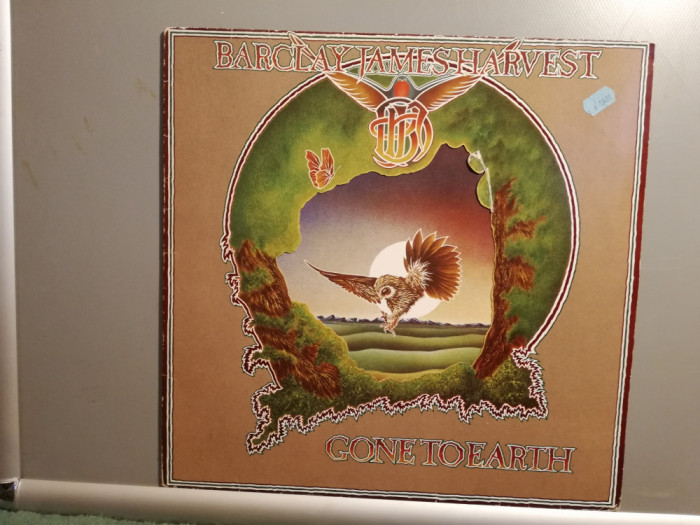 BARCLAY JAMES HARVEST
GONE TO EARTH